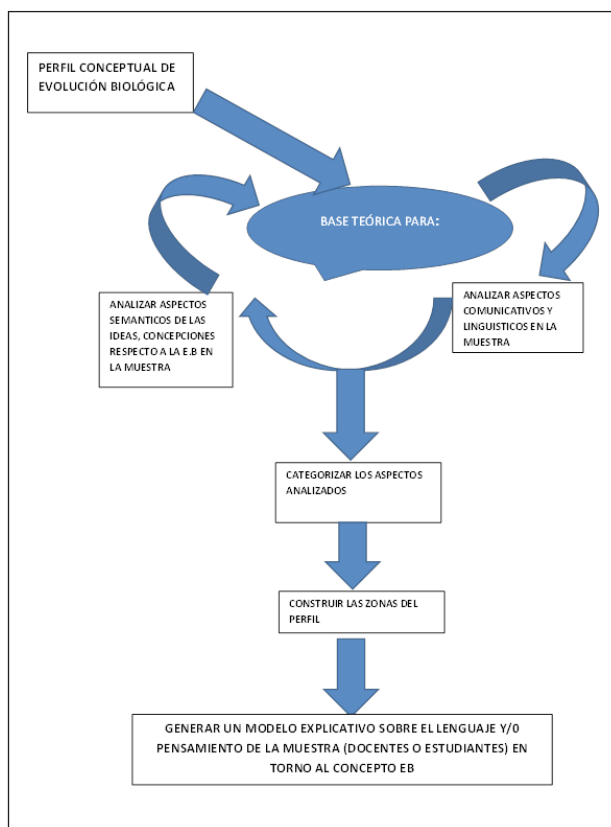 PERFIL CONCEPTUAL DE
EVOLUCIÓN BIOLÓGICA
BASE TEÓRICA PARA:
ANALIZAR ASPECTOS
SEMANTICOS DE LAS
IDEAS, CONCEPCIONES
RESPECTO A LA E.B EN
LA MUESTRA
ANALIZAR ASPECTOS
COMUNICATIVOS Y
LINGUISTICOS EN LA
MUESTRA
CATEGORIZAR LOS ASPECTOS
ANALIZADOS
CONSTRUIR LAS ZONAS DEL
PERFIL
GENERAR UN MODELO EXPLICATIVO SOBRE EL LENGUAJE Y/0
PENSAMIENTO DE LA MUESTRA (DOCENTES O ESTUDIANTES) EN
TORNO AL CONCEPTO EB